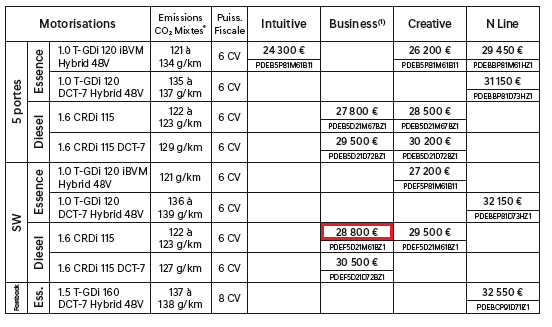 Motorisations Emissions CO₂ Mixtes* Puiss. Fiscale Intuitive Business(1) Creative N Line
5 portes
Essence
1.0 T-GDi 120 iBVM Hybrid 48V 121 à 134 g/km 6 CV 24 300 € 26 200 € 29 450 €
PDEB5P81M61B11 PDEB5P81M61B11 PDEBBP81M61HZ1
1.0 T-GDi 120 DCT-7 Hybrid 48V 135 à 137 g/km 6 CV 31 150 €
PDEBBP81D73HZ1
Diesel
1.6 CRDi 115 122 à 123 g/km 6 CV 27 800 € 28 500 €
PDEB5D21M67BZ1 PDEB5D21M67BZ1
1.6 CRDi 115 DCT-7 129 g/km 6 CV 29 500 € 30 200 €
PDEB5D21D72BZ1 PDEB5D21D72BZ1
SW
Essence
1.0 T-GDi 120 iBVM Hybrid 48V 121 g/km 6 CV 27 200 €
PDEF5P81M61B11
1.0 T-GDi 120 DCT-7 Hybrid 48V 136 à 139 g/km 6 CV 32 150 €
PDEBEP81D73HZ1
Diesel
1.6 CRDi 115 122 à 123 g/km 6 CV 28 800 € 29 500 €
PDEF5D21M61BZ1 PDEF5D21M61BZ1
1.6 CRDi 115 DCT-7 127 g/km 6 CV 30 500 €
PDEF5D21D72BZ1
Fastback
Ess.
1.5 T-GDi 160 DCT-7 Hybrid 48V 137 à 138 g/km 8 CV 32 550 €
PDEBCP91D71IZ1